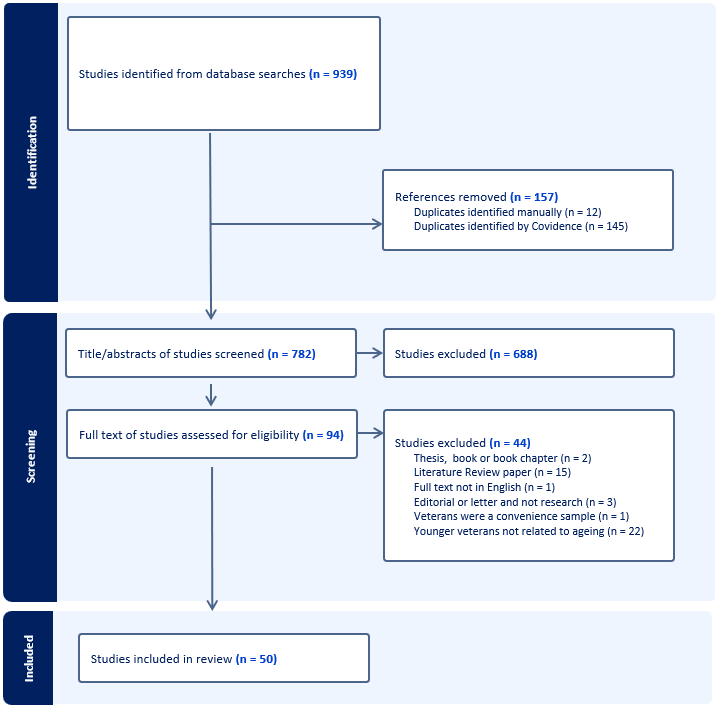 Identification
Studies identified from database searches (n = 939)
References removed (n = 157)
Duplicates identified manually (n = 12)
Duplicates identified by Covidence (n = 145)
Screening
Title/abstracts of studies screened (n = 782)
Studies excluded (n = 688)
Full text of studies assessed for eligibility (n = 94)
Studies excluded (n = 44)
Thesis, book or book chapter (n = 2)
Literature Review paper (n = 15)
Full text not in English (n = 1)
Editorial or letter and not research (n = 3)
Veterans were a convenience sample (n = 1)
Younger veterans not related to ageing (n = 22)
Included
Studies included in review (n = 50)